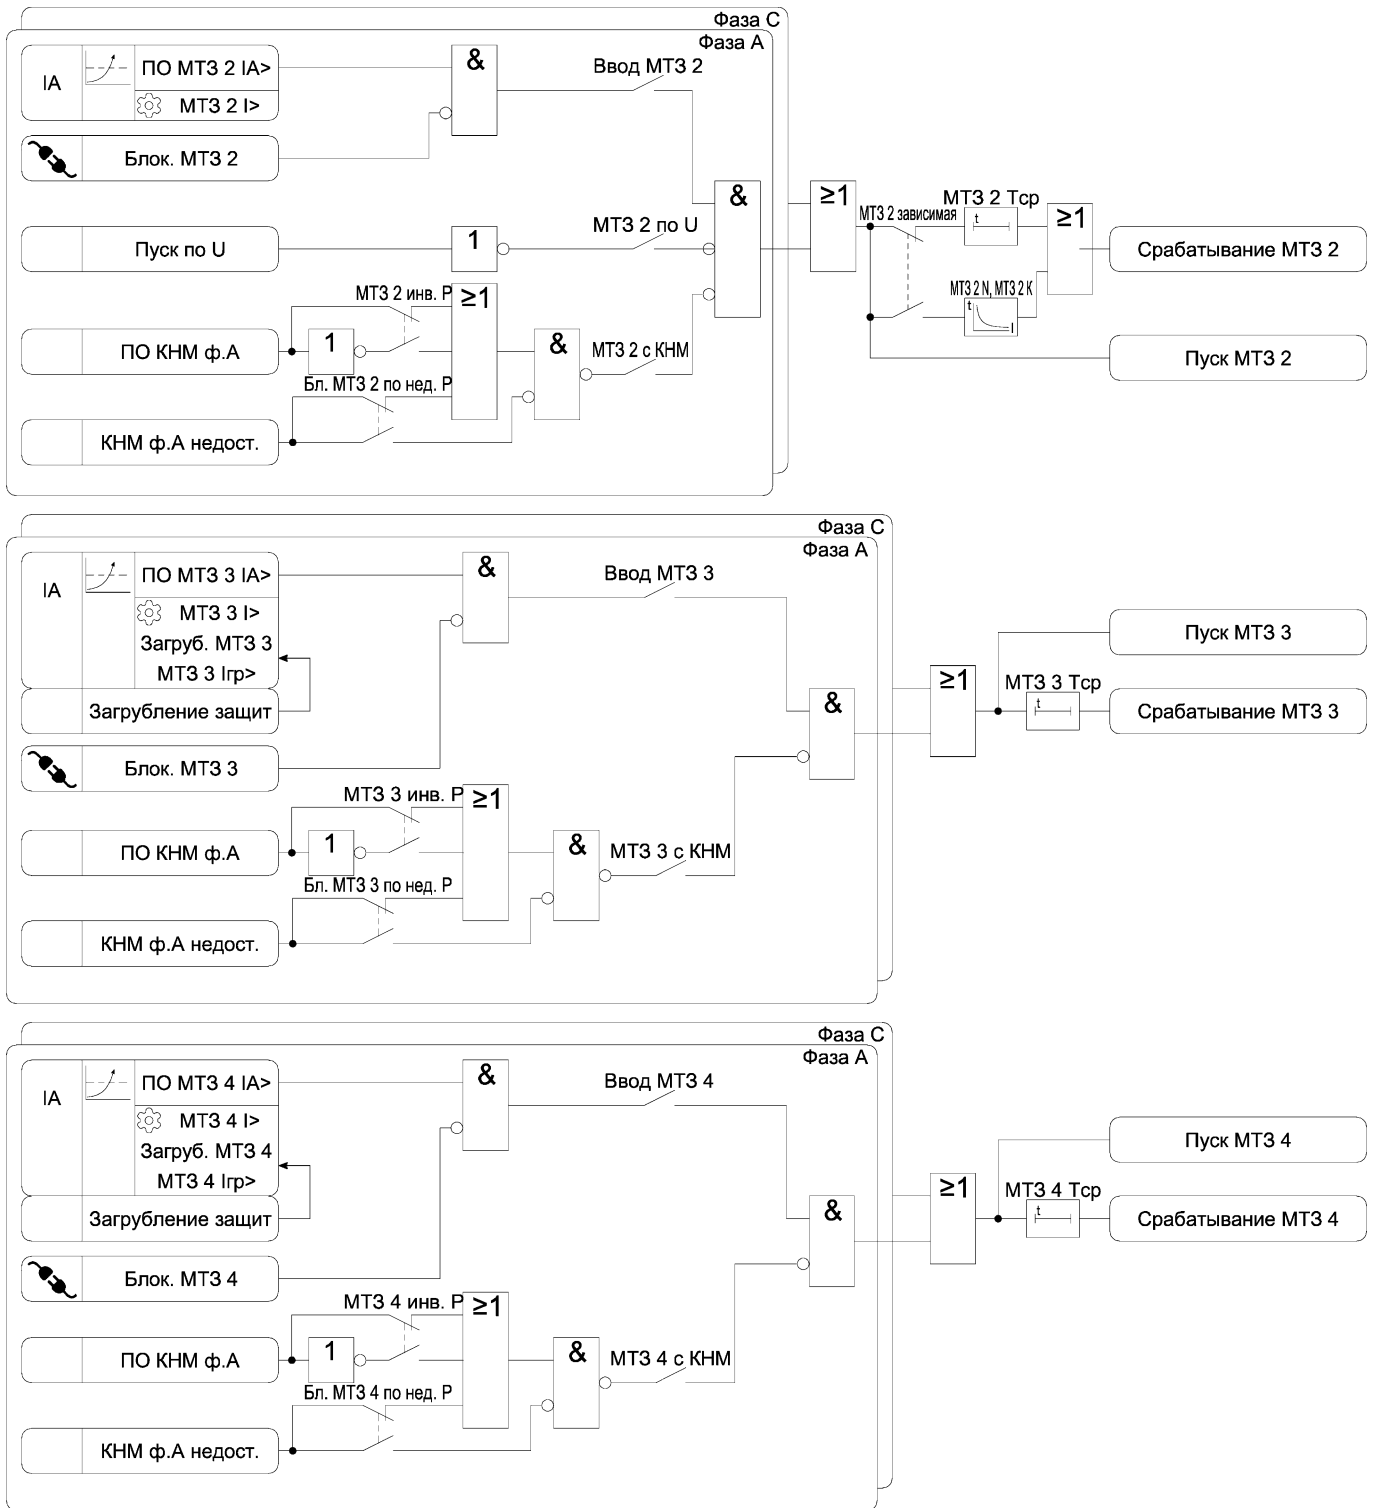 Фаза С
Фаза А
IA
ПО МТЗ 2 IA>
МТЗ 2 I>
&
Ввод МТЗ 2
Блок. МТЗ 2
&
≥1
МТЗ 2 зависимая
МТЗ 2 Тср
t
≥1
Пуск по U
1
МТЗ 2 по U
Срабатывание МТЗ 2
МТЗ 2 N, МТЗ 2 К
t
I
МТЗ 2 инв. Р
≥1
ПО КНМ ф.А
1
&
МТЗ 2 с КНМ
Пуск МТЗ 2
Бл. МТЗ 2 по нед. Р
КНМ ф.А недост.
Фаза С
Фаза А
IA
ПО МТЗ 3 IA>
МТЗ 3 I>
Загруб. МТЗ 3
МТЗ 3 Iгр>
Загрубление защит
&
Ввод МТЗ 3
Пуск МТЗ 3
≥1
МТЗ 3 Тср
t
Срабатывание МТЗ 3
&
Блок. МТЗ 3
МТЗ 3 инв. Р
≥1
ПО КНМ ф.А
1
&
МТЗ 3 с КНМ
Бл. МТЗ 3 по нед. Р
КНМ ф.А недост.
Фаза С
Фаза А
IA
ПО МТЗ 4 IA>
МТЗ 4 I>
Загруб. МТЗ 4
МТЗ 4 Iгр>
Загрубление защит
&
Ввод МТЗ 4
Пуск МТЗ 4
≥1
МТЗ 4 Тср
t
Срабатывание МТЗ 4
&
Блок. МТЗ 4
МТЗ 4 инв. Р
≥1
ПО КНМ ф.А
1
&
МТЗ 4 с КНМ
Бл. МТЗ 4 по нед. Р
КНМ ф.А недост.